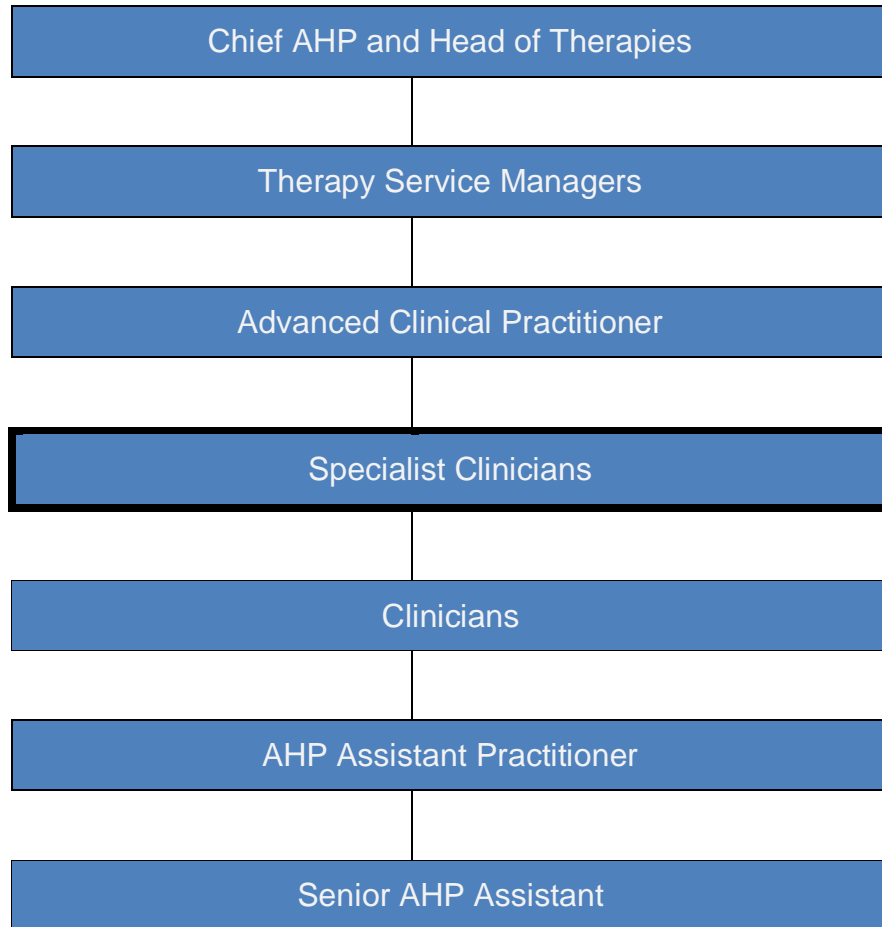 Chief AHP and Head of Therapies
Therapy Service Managers
Advanced Clinical Practitioner
Specialist Clinicians
Clinicians
AHP Assistant Practitioner
Senior AHP Assistant